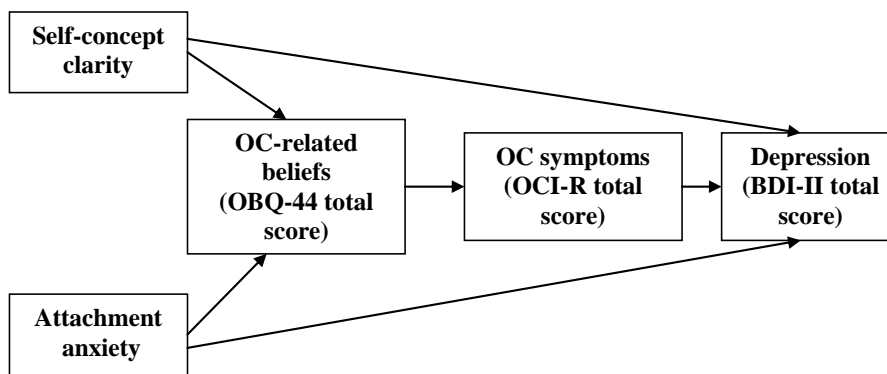 Self-concept
clarity
OC-related
beliefs
(OBQ-44 total
score)
OC symptoms
(OCI-R total
score)
Depression
(BDI-II total
score)
Attachment
anxiety